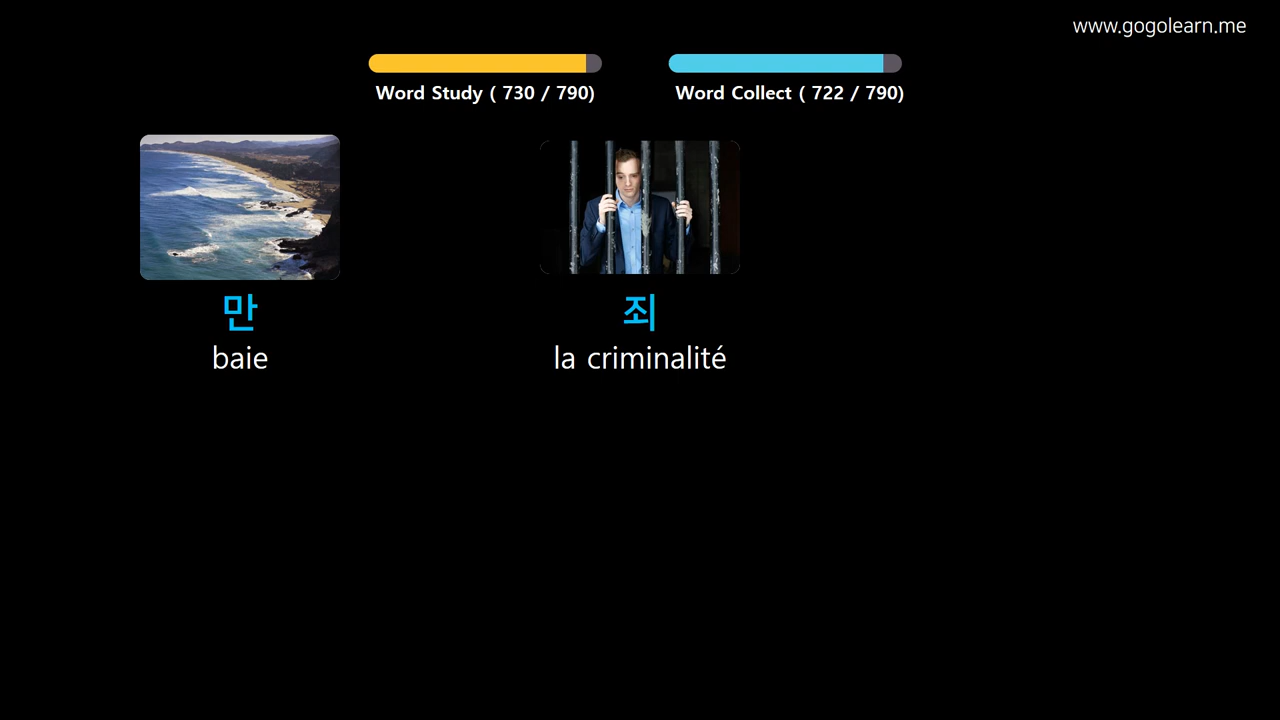 www.gogolearn.me
Word Study ( 730 / 790)
Word Collect ( 722 / 790)
만
baie
죄
la criminalité